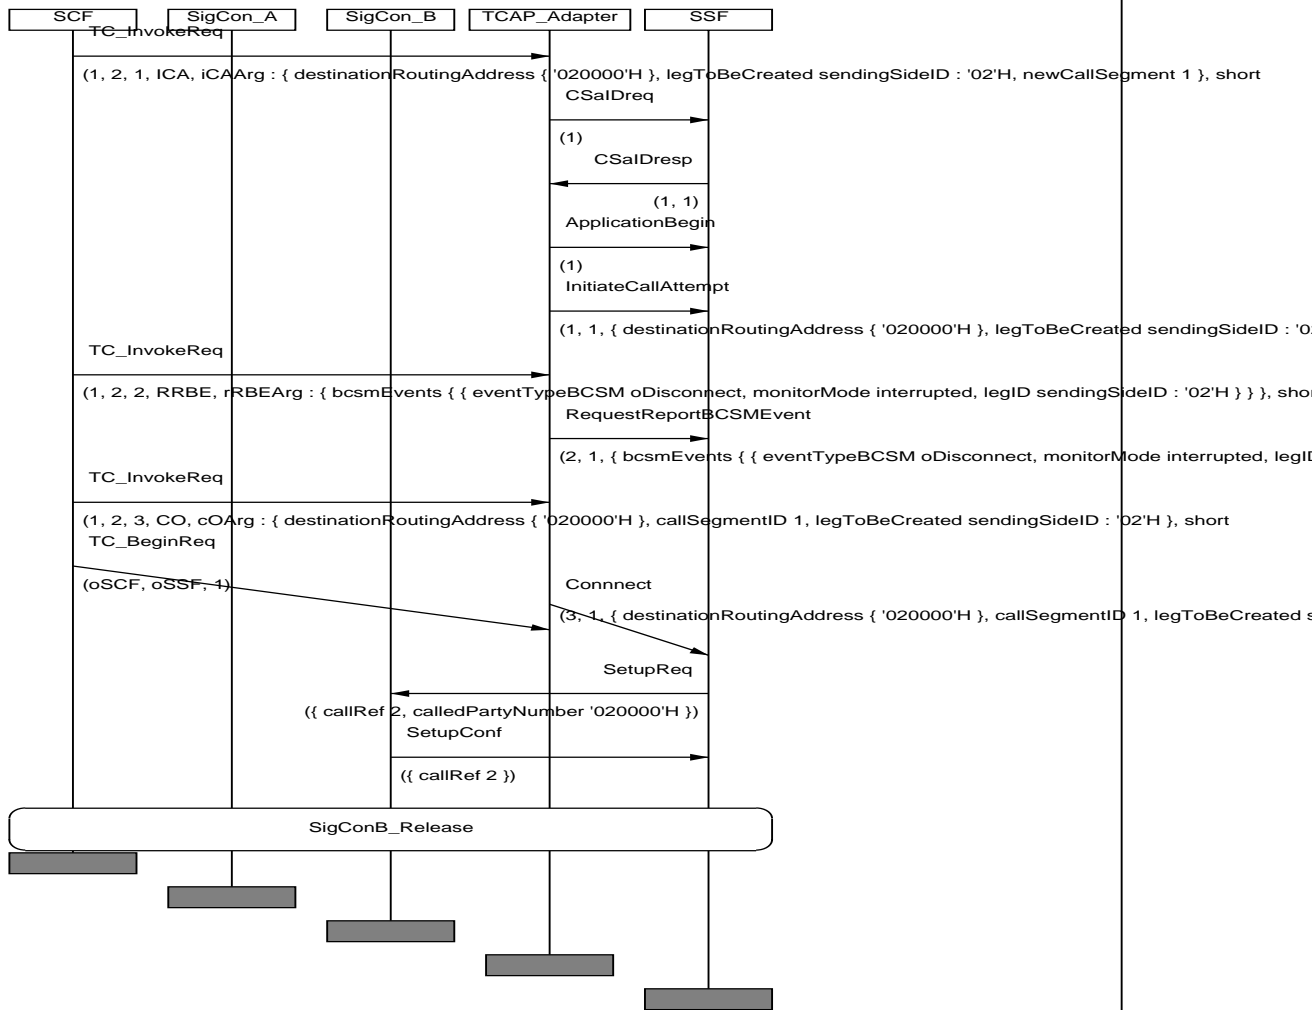 SCF SigCon_A SigCon_B TCAP_Adapter SSF
TC_InvokeReq
(1, 2, 1, ICA, iCAArg : { destinationRoutingAddress { '020000'H }, legToBeCreated sendingSideID : '02'H, newCallSegment 1 }, short
CSaIDreq
(1)
CSaIDresp
(1, 1)
ApplicationBegin
(1)
InitiateCallAttempt
(1, 1, { destinationRoutingAddress { '020000'H }, legToBeCreated sendingSideID : '0
TC_InvokeReq
(1, 2, 2, RRBE, rRBEArg : { bcsmEvents { { eventTypeBCSM oDisconnect, monitorMode interrupted, legID sendingSideID : '02'H } } }, sho
RequestReportBCSMEvent
(2, 1, { bcsmEvents { { eventTypeBCSM oDisconnect, monitorMode interrupted, legI
TC_InvokeReq
(1, 2, 3, CO, cOArg : { destinationRoutingAddress { '020000'H }, callSegmentID 1, legToBeCreated sendingSideID : '02'H }, short
TC_BeginReq
(oSCF, oSSF, 1)
Connnect
(3, 1, { destinationRoutingAddress { '020000'H }, callSegmentID 1, legToBeCreated s
SetupReq
({ callRef 2, calledPartyNumber '020000'H })
SetupConf
({ callRef 2 })
SigConB_Release